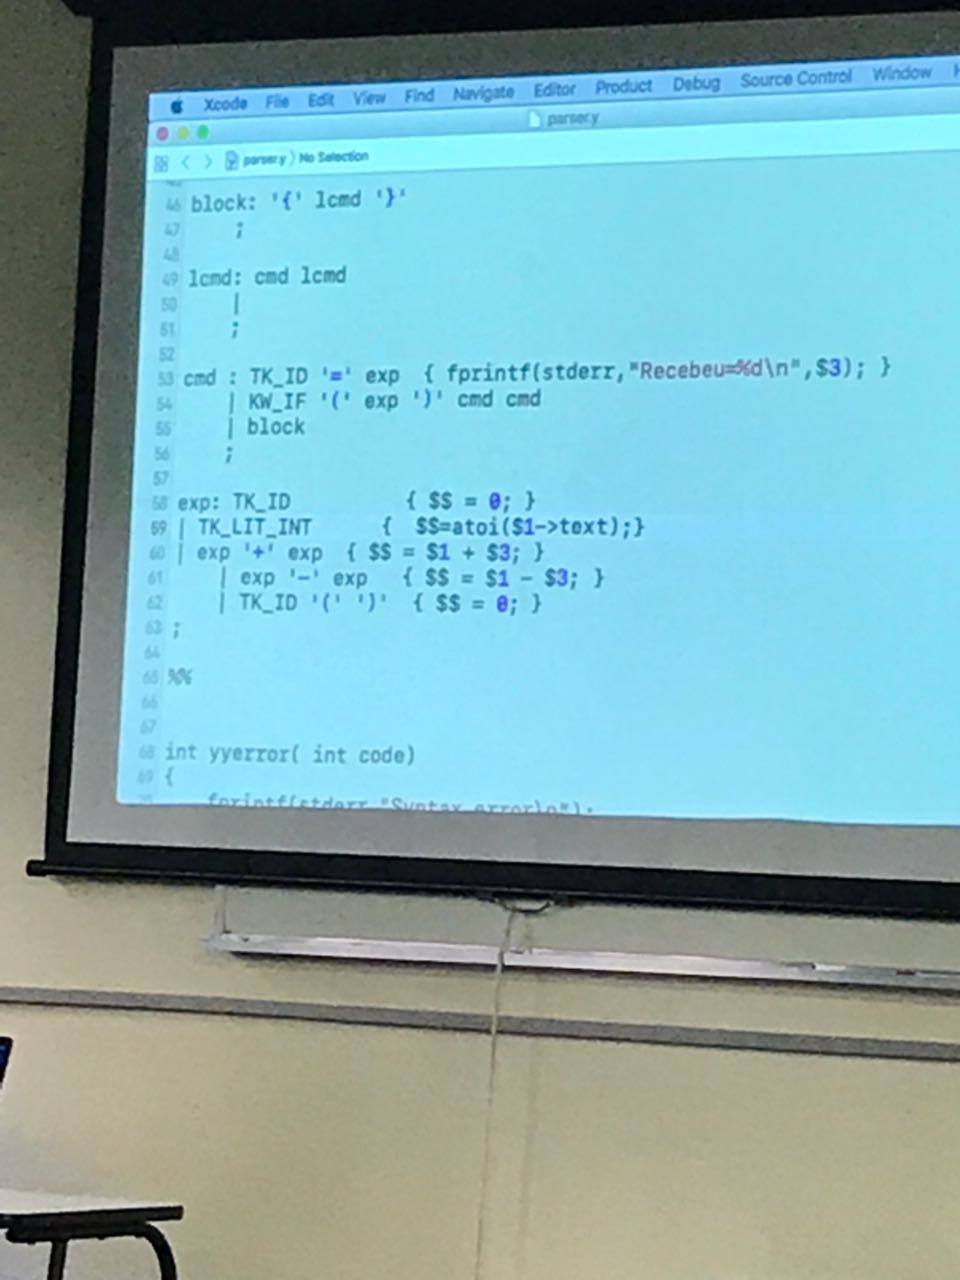 Xcode File Edit View Find Navigate Editor Product Debug Source Control Window
parser.y
parser.y No Selection
46 block: '{' lcmd '}'
47 ;
48
49 lcmd: cmd lcmd
50 |
51 ;
52
53 cmd : TK_ID '=' exp { fprintf(stderr,"Recebeu=%d\n",$3); }
54 | KW_IF '(' exp ')' cmd cmd
55 | block
56 ;
57
58 exp: TK_ID { $$ = 0; }
59 | TK_LIT_INT { $$=atoi($1->text);}
60 | exp '+' exp { $$ = $1 + $3; }
61 | exp '-' exp { $$ = $1 - $3; }
62 | TK_ID '(' ')' { $$ = 0; }
63 ;
64
65 %%
66
67
68 int yyerror( int code)
69 {
fprintf(stderr,"Syntax error\n");